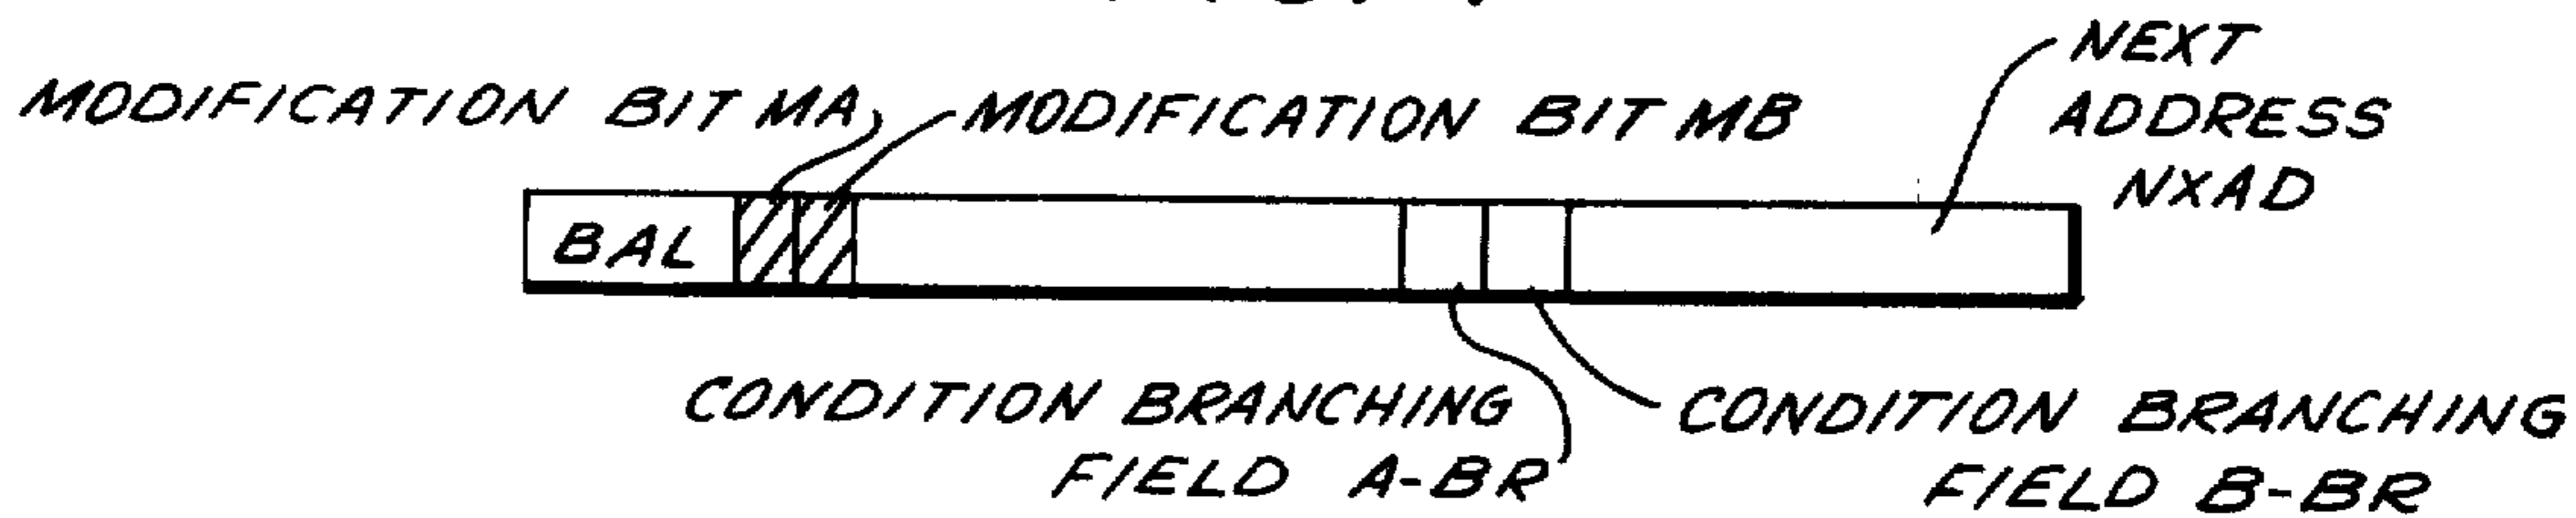 NEXT
ADDRESS
NXAD
MODIFICATION BIT MA
MODIFICATION BIT MB
BAL
CONDITION BRANCHING
FIELD A-BR
CONDITION BRANCHING
FIELD B-BR